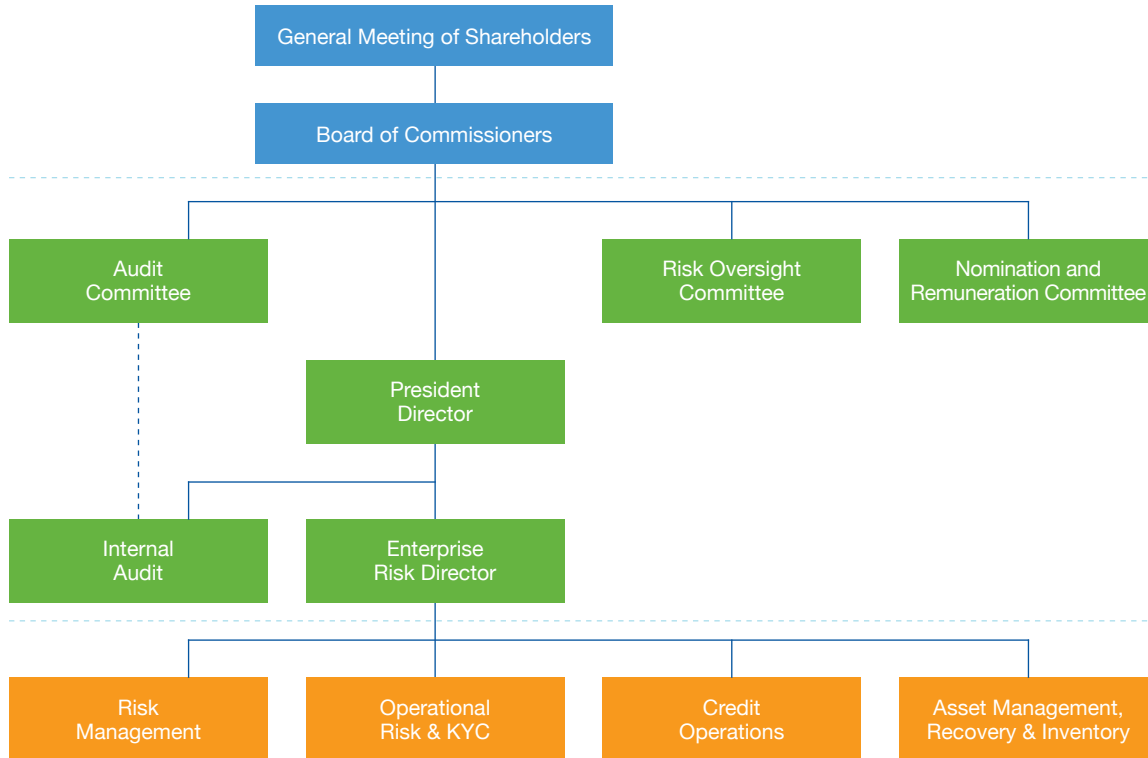 General Meeting of Shareholders
Board of Commissioners
Audit
Committee
Risk Oversight
Committee
Nomination and
Remuneration Committee
President
Director
Internal
Audit
Enterprise
Risk Director
Risk
Management
Operational
Risk & KYC
Credit
Operations
Asset Management,
Recovery & Inventory